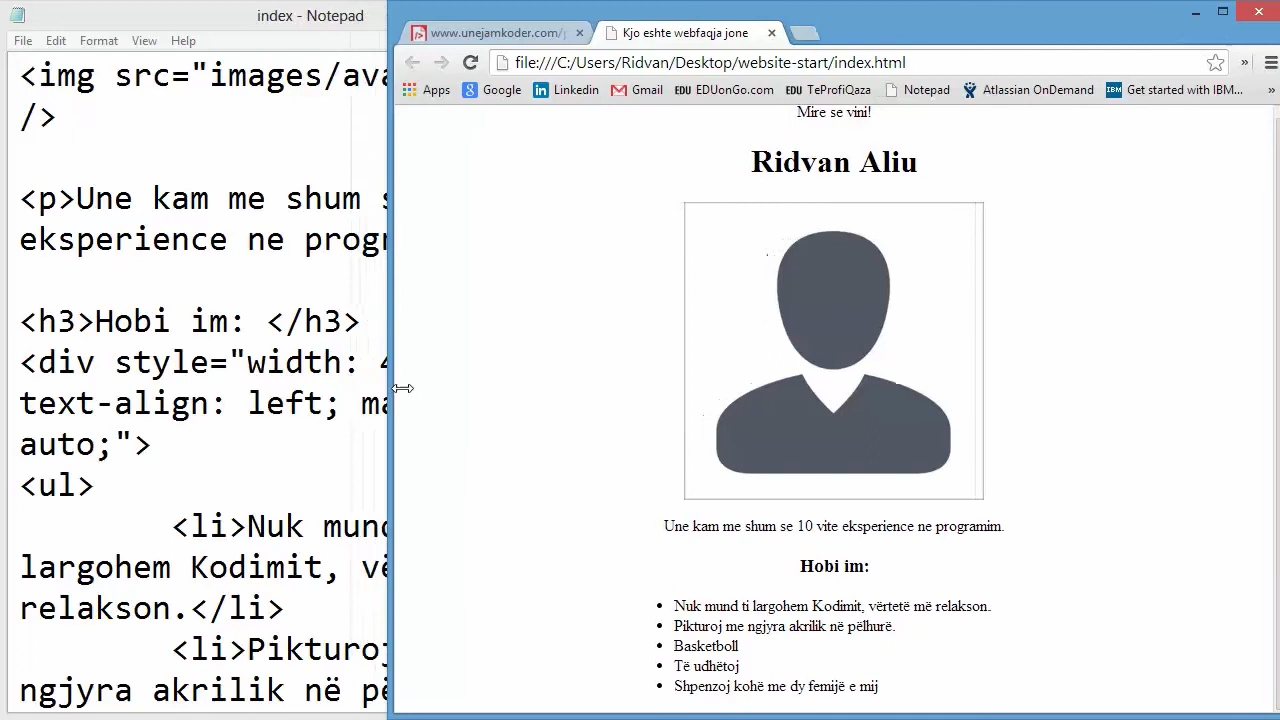 index - Notepad
File Edit Format View Help
<img src="images/ava
/>
<p>Une kam me shum s
eksperience ne progr
<h3>Hobi im: </h3>
<div style="width: 4
text-align: left; ma
auto;">
<ul>
<li>Nuk mund
largohem Kodimit, vë
relakson.</li>
<li>Pikturoj
ngjyra akrilik në pë
www.unejamkoder.com/p
Kjo eshte webfaqja jone
file:///C:/Users/Ridvan/Desktop/website-start/index.html
Apps Google Linkedin Gmail EDU EDUonGo.com EDU TeProfiQaza Notepad Atlassian OnDemand IBM Get started with IBM...
Mire se vini!
Ridvan Aliu
Une kam me shum se 10 vite eksperience ne programim.
Hobi im:
Nuk mund ti largohem Kodimit, vërtetë më relakson.
Pikturoj me ngjyra akrilik në pëlhurë.
Basketboll
Të udhëtoj
Shpenzoj kohë me dy femijë e mij